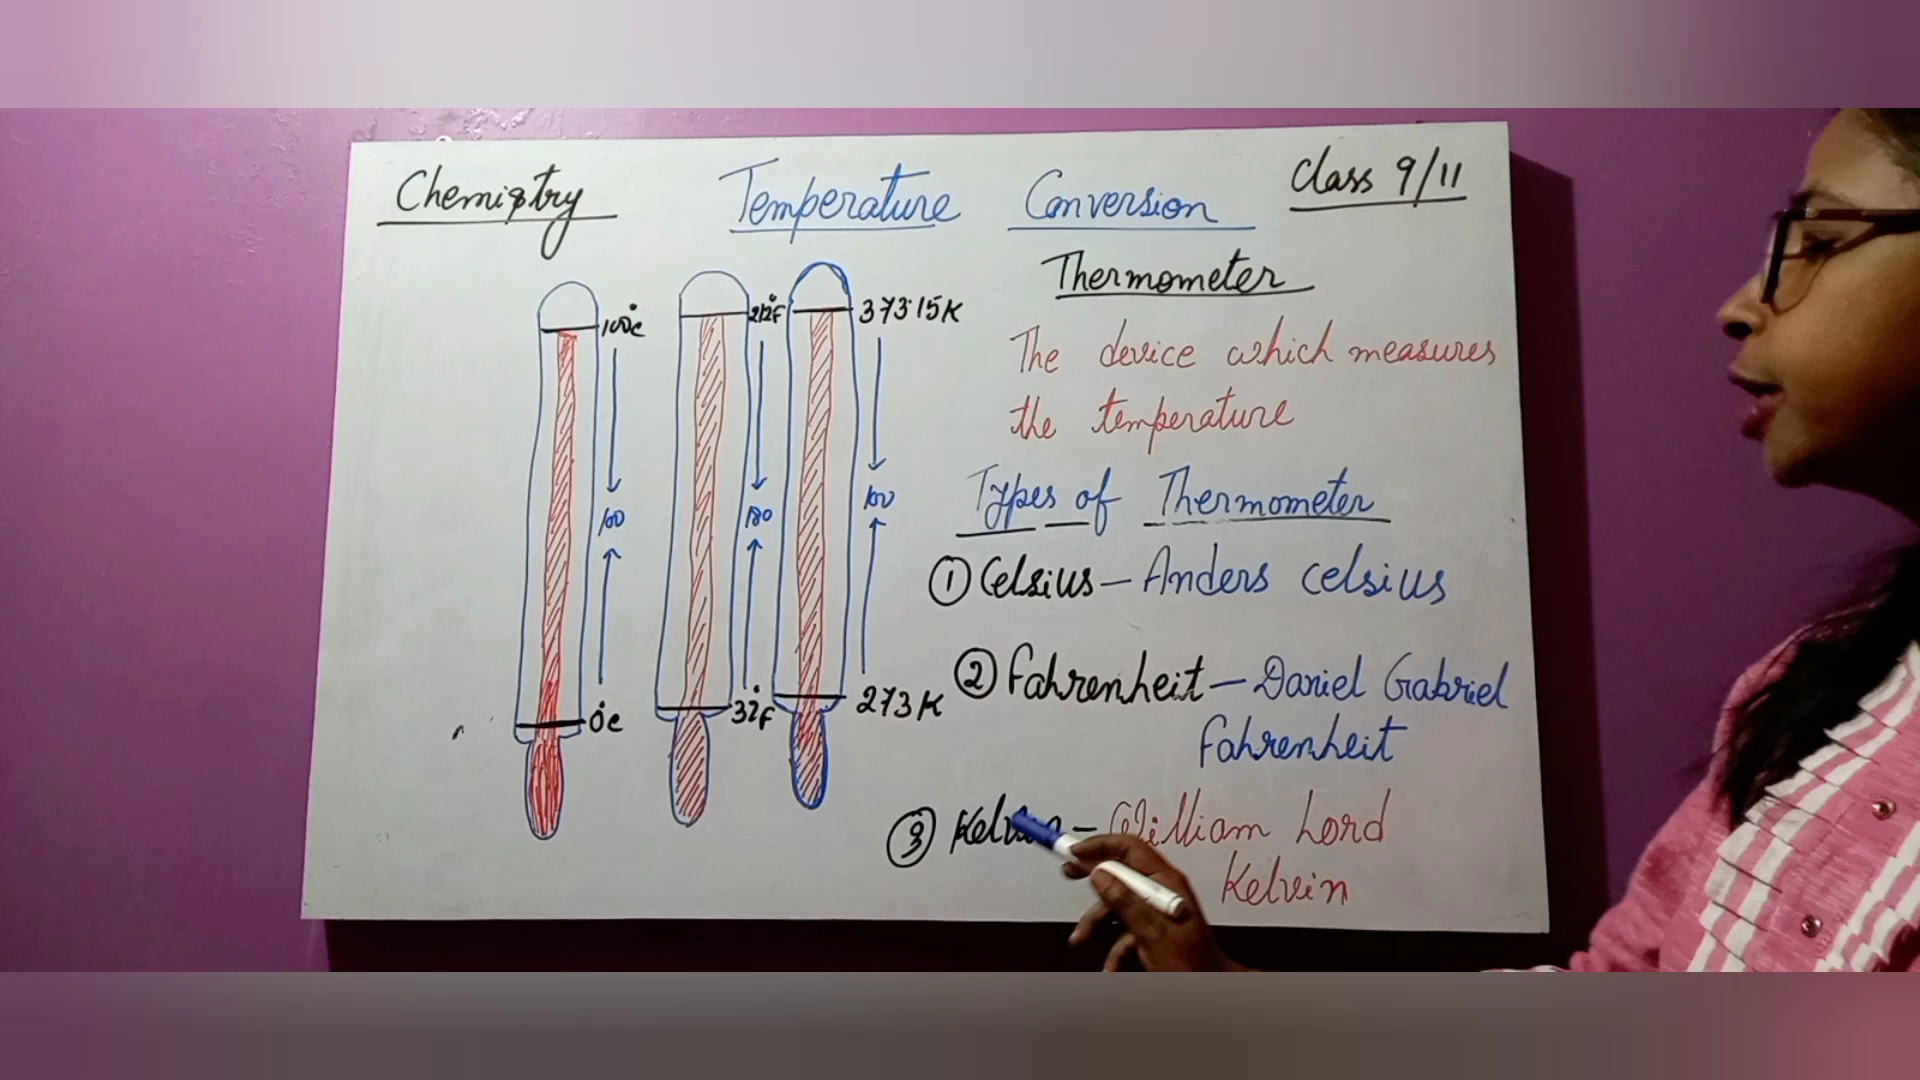 Chemistry Temperature Conversion Class 9/11
100°C
212°F
373.15K
100
180
100
0°C
32°F
273K
Thermometer
The device which measures
the temperature
Types of Thermometer
① Celsius – Anders Celsius
② Fahrenheit – Daniel Gabriel
Fahrenheit
③ Kelvin – William Lord
Kelvin